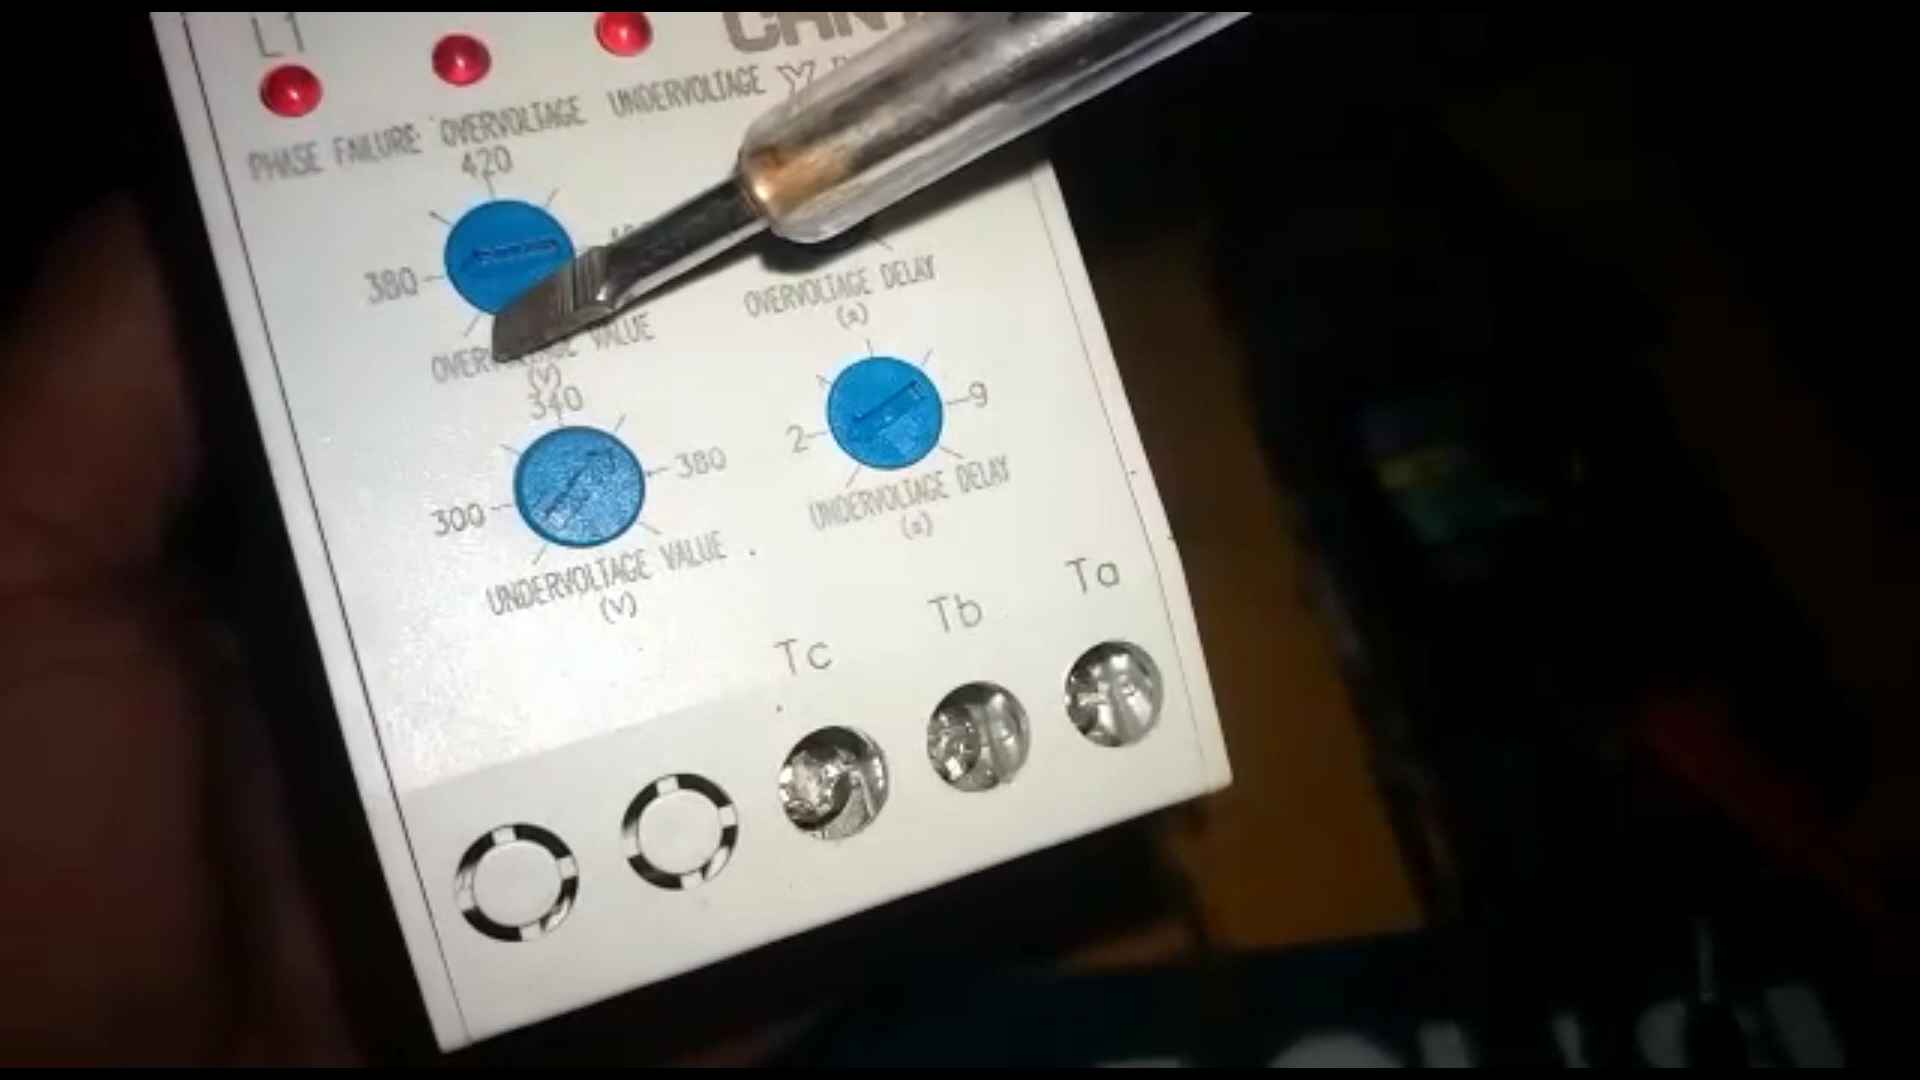 L1
PHASE FAILURE OVERVOLTAGE UNDERVOLTAGE
420
380
VALUE
(V)
OVERVOLTAGE DELAY
(s)
340
300
380
UNDERVOLTAGE VALUE
(V)
2
9
UNDERVOLTAGE DELAY
(s)
Tc Tb Ta